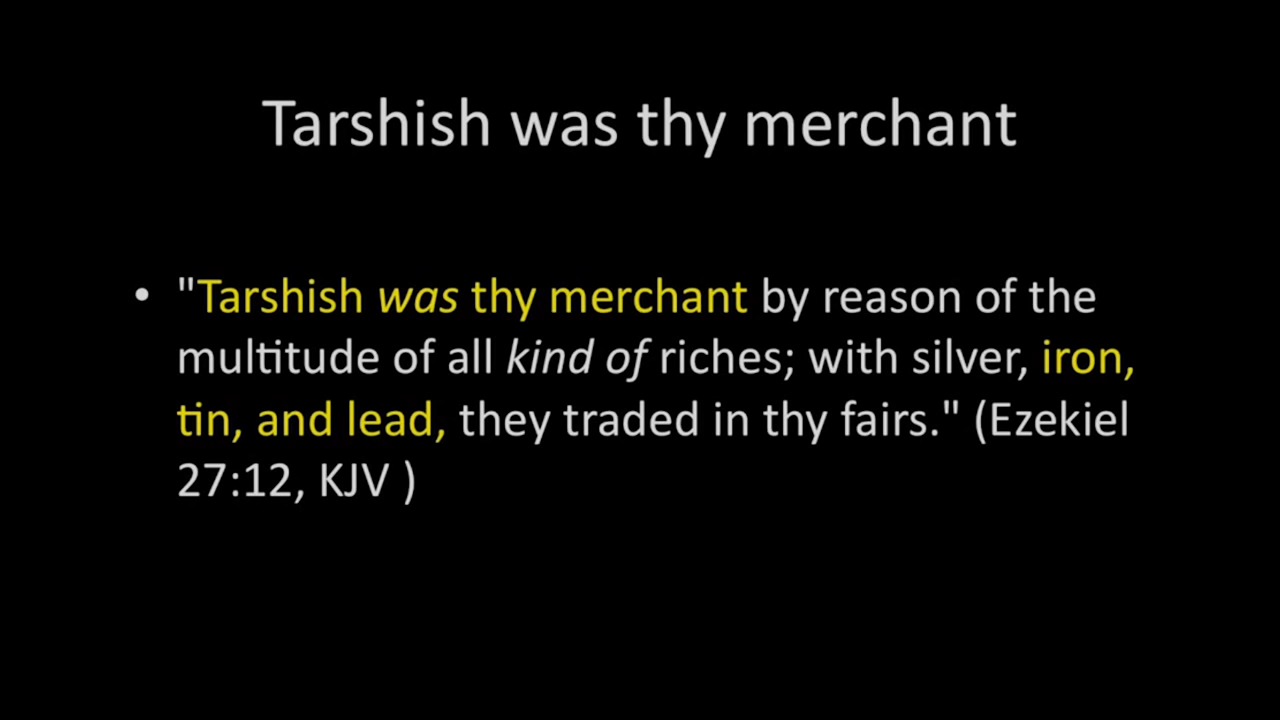 Tarshish was thy merchant
• "Tarshish was thy merchant by reason of the
multitude of all kind of riches; with silver, iron,
tin, and lead, they traded in thy fairs." (Ezekiel
27:12, KJV )